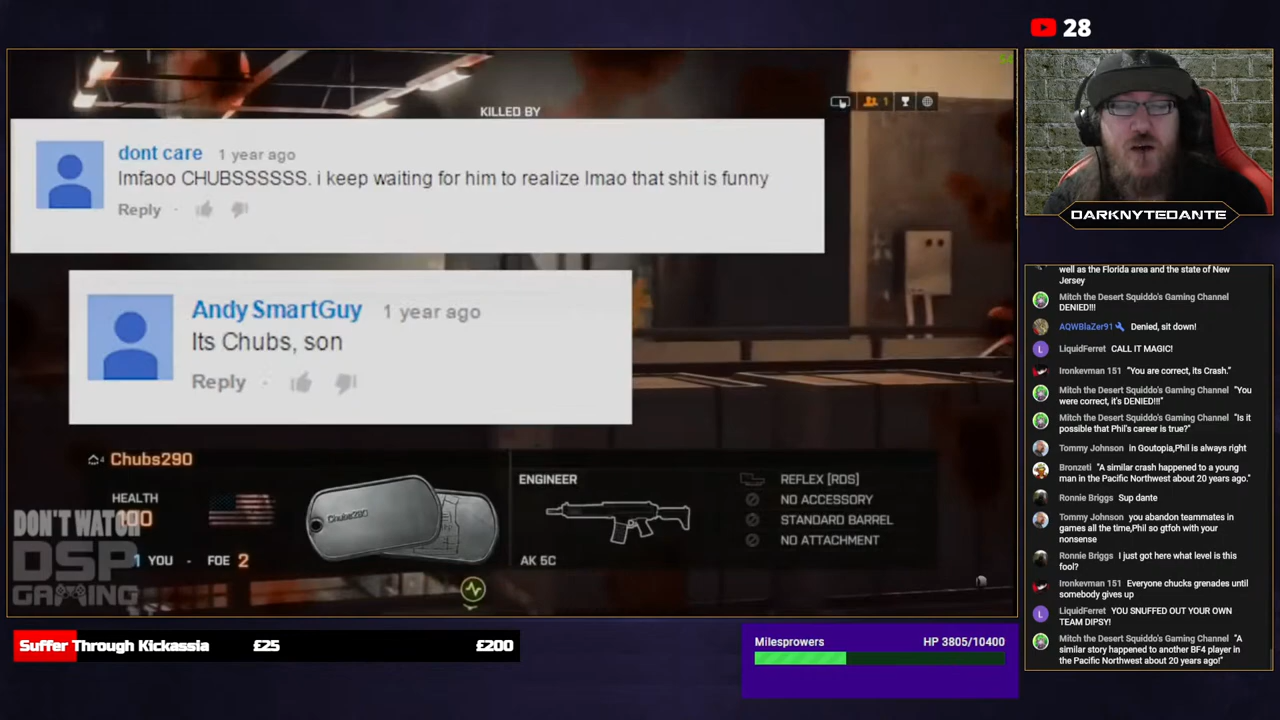 28
KILLED BY
1
dont care 1 year ago
lmfaoo CHUBSSSSSS. i keep waiting for him to realize lmao that shit is funny
Reply
Andy SmartGuy 1 year ago
Its Chubs, son
Reply
4 Chubs290
HEALTH
100
1 YOU - FOE 2
Chubs290
ENGINEER
AK 5C
REFLEX [RDS]
NO ACCESSORY
STANDARD BARREL
NO ATTACHMENT
DON'T WATCH
DSP
GAMING
Suffer Through Kickassia £25 £200
Milesprowers HP 3805/10400
DARKNYTEDANTE
well as the Florida area and the state of New
Jersey
Mitch the Desert Squiddo's Gaming Channel
DENIED!!!
AQWBlaZer91 Denied, sit down!
L LiquidFerret CALL IT MAGIC!
Ironkevman 151 "You are correct, its Crash."
Mitch the Desert Squiddo's Gaming Channel "You
were correct, it's DENIED!!!"
Mitch the Desert Squiddo's Gaming Channel "Is it
possible that Phil's career is true?"
Tommy Johnson in Goutopia,Phil is always right
Bronzeti "A similar crash happened to a young
man in the Pacific Northwest about 20 years ago."
Ronnie Briggs Sup dante
Tommy Johnson you abandon teammates in
games all the time,Phil so gtfoh with your
nonsense
Ronnie Briggs I just got here what level is this
fool?
Ironkevman 151 Everyone chucks grenades until
somebody gives up
L LiquidFerret YOU SNUFFED OUT YOUR OWN
TEAM DIPSY!
Mitch the Desert Squiddo's Gaming Channel "A
similar story happened to another BF4 player in
the Pacific Northwest about 20 years ago!"